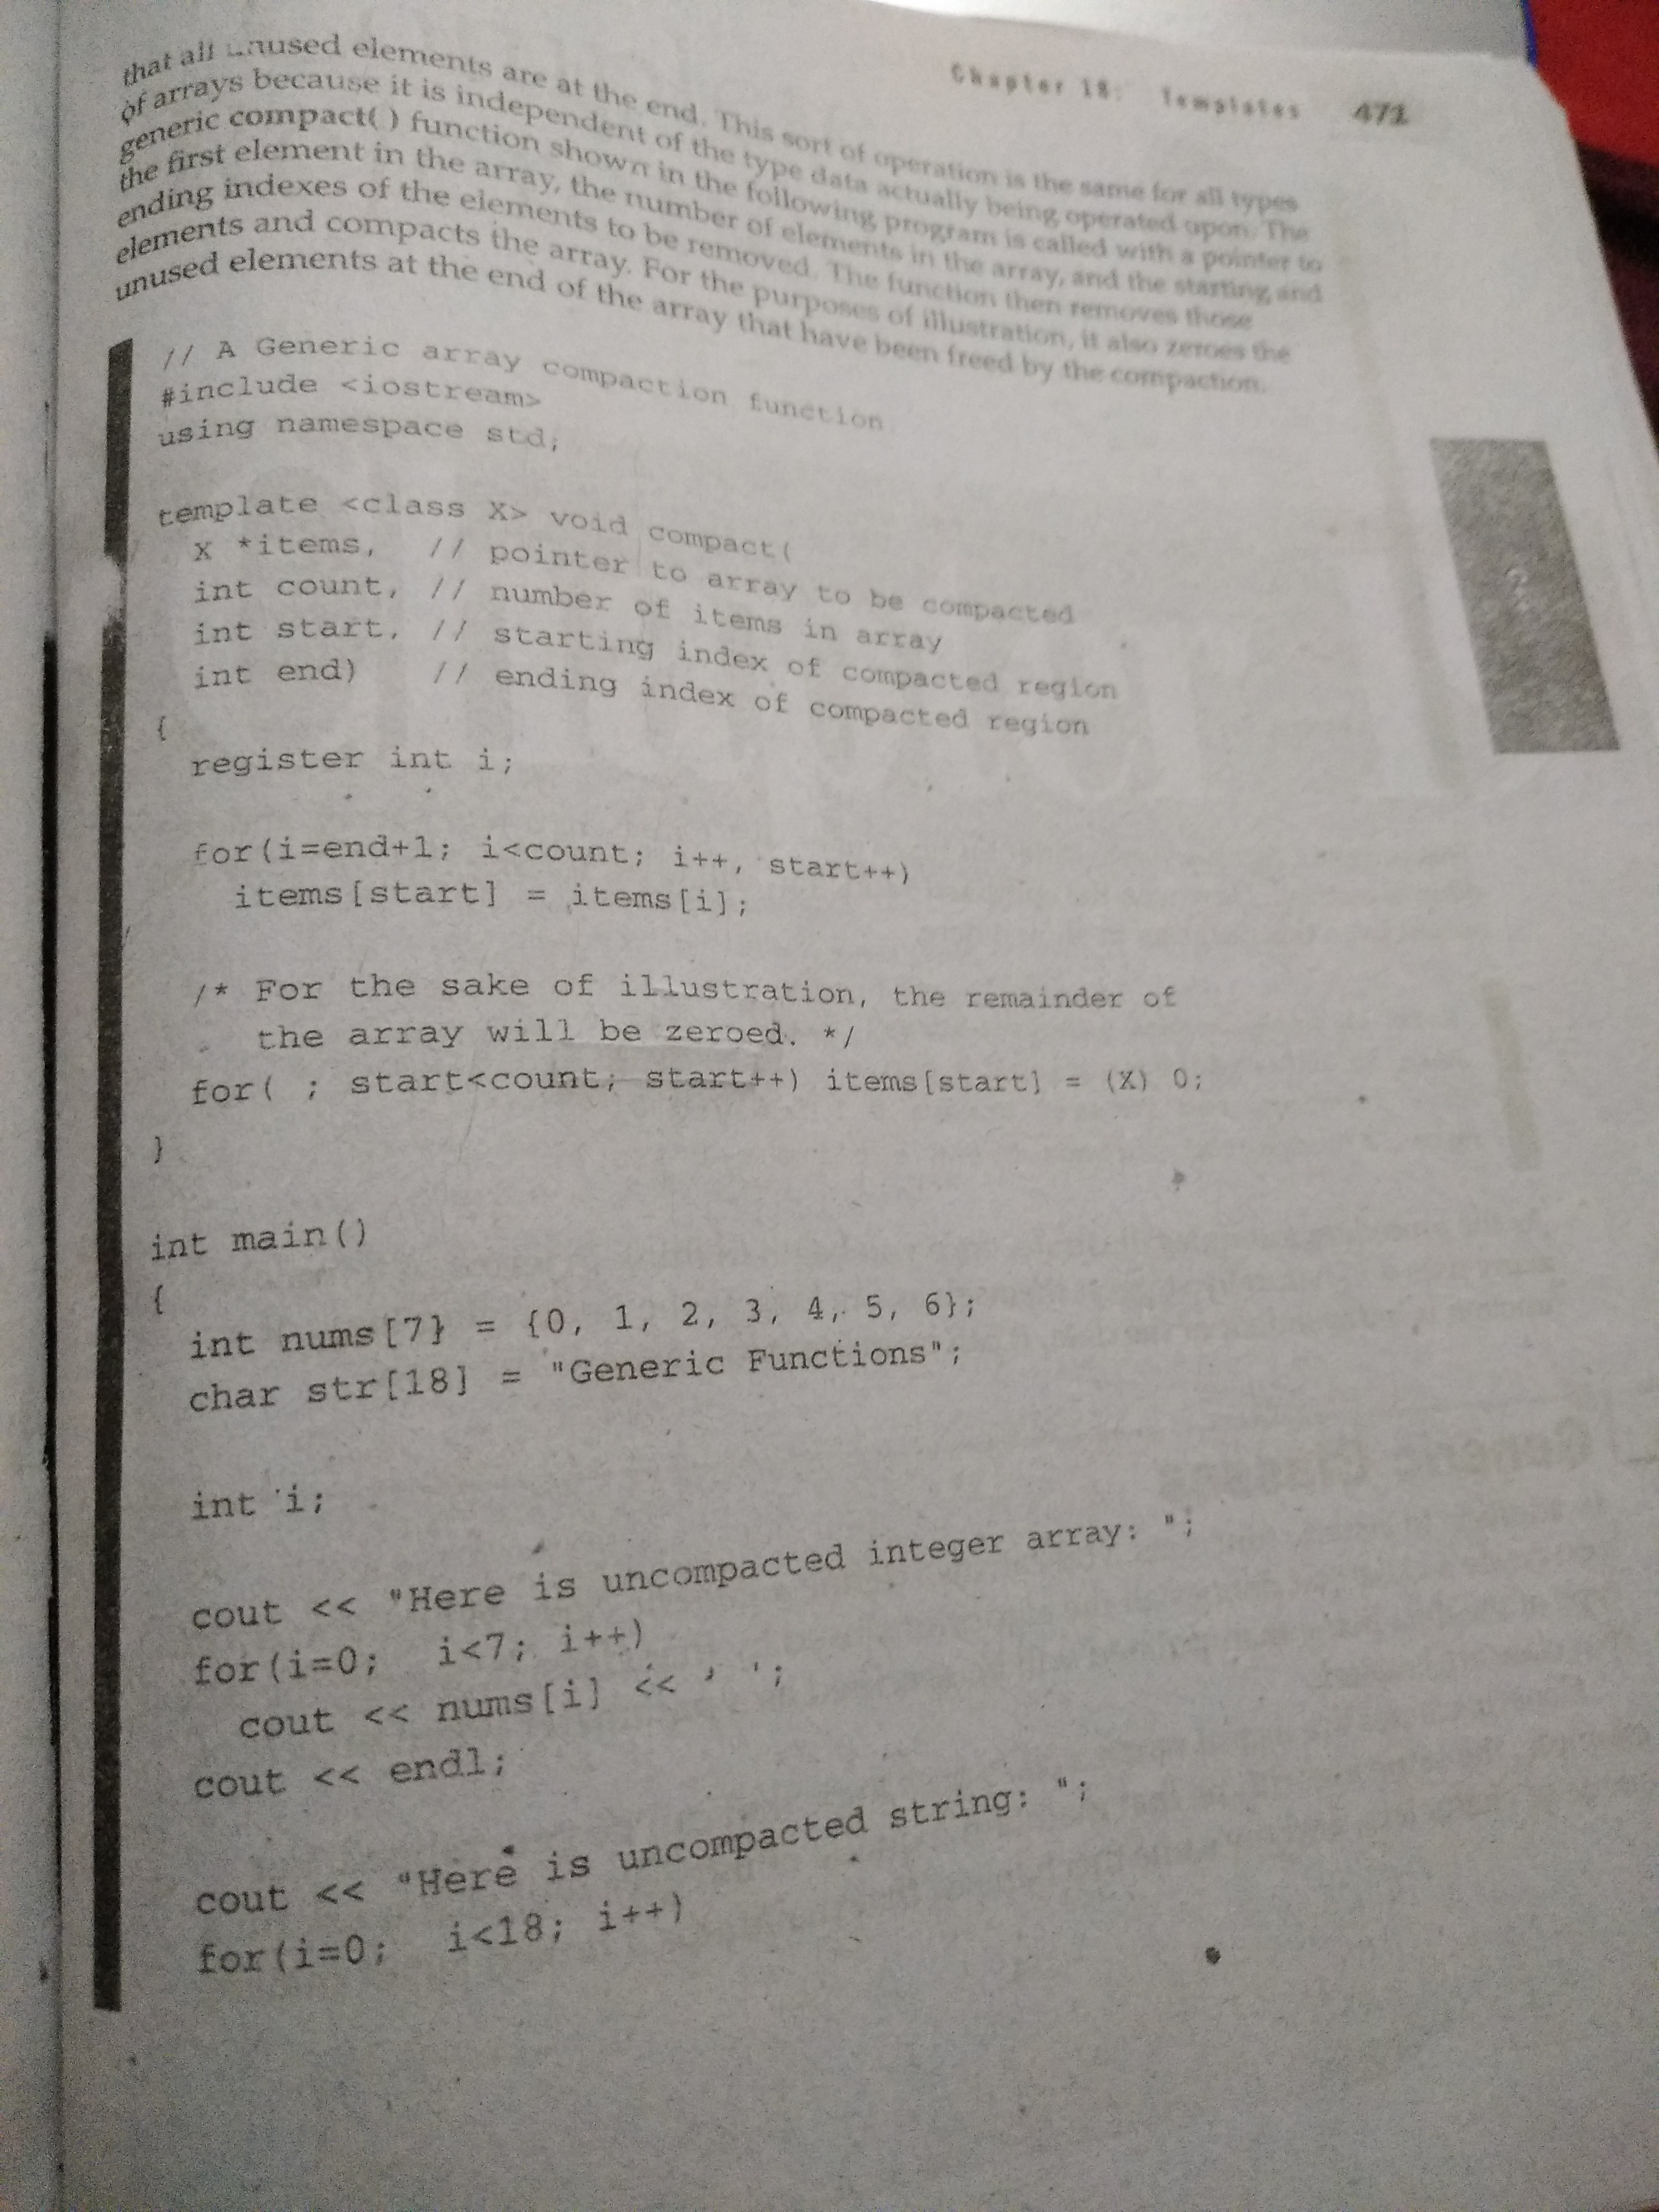 Chapter 18: Templates 471
that all unused elements are at the end. This sort of operation is the same for all types
of arrays because it is independent of the type data actually being operated upon. The
generic compact( ) function shown in the following program is called with a pointer to
the first element in the array, the number of elements in the array, and the starting and
ending indexes of the elements to be removed. The function then removes those
elements and compacts the array. For the purposes of illustration, it also zeroes the
unused elements at the end of the array that have been freed by the compaction.
// A Generic array compaction function
#include <iostream>
using namespace std;
template <class X> void compact(
X *items, // pointer to array to be compacted
int count, // number of items in array
int start, // starting index of compacted region
int end) // ending index of compacted region
{
register int i;
for(i=end+1; i<count; i++, start++)
items[start] = items[i];
/* For the sake of illustration, the remainder of
the array will be zeroed. */
for( ; start<count; start++) items[start] = (X) 0;
}
int main()
{
int nums[7] = {0, 1, 2, 3, 4, 5, 6};
char str[18] = "Generic Functions";
int i;
cout << "Here is uncompacted integer array: ";
for(i=0; i<7; i++)
cout << nums[i] << ' ';
cout << endl;
cout << "Here is uncompacted string: ";
for(i=0; i<18; i++)